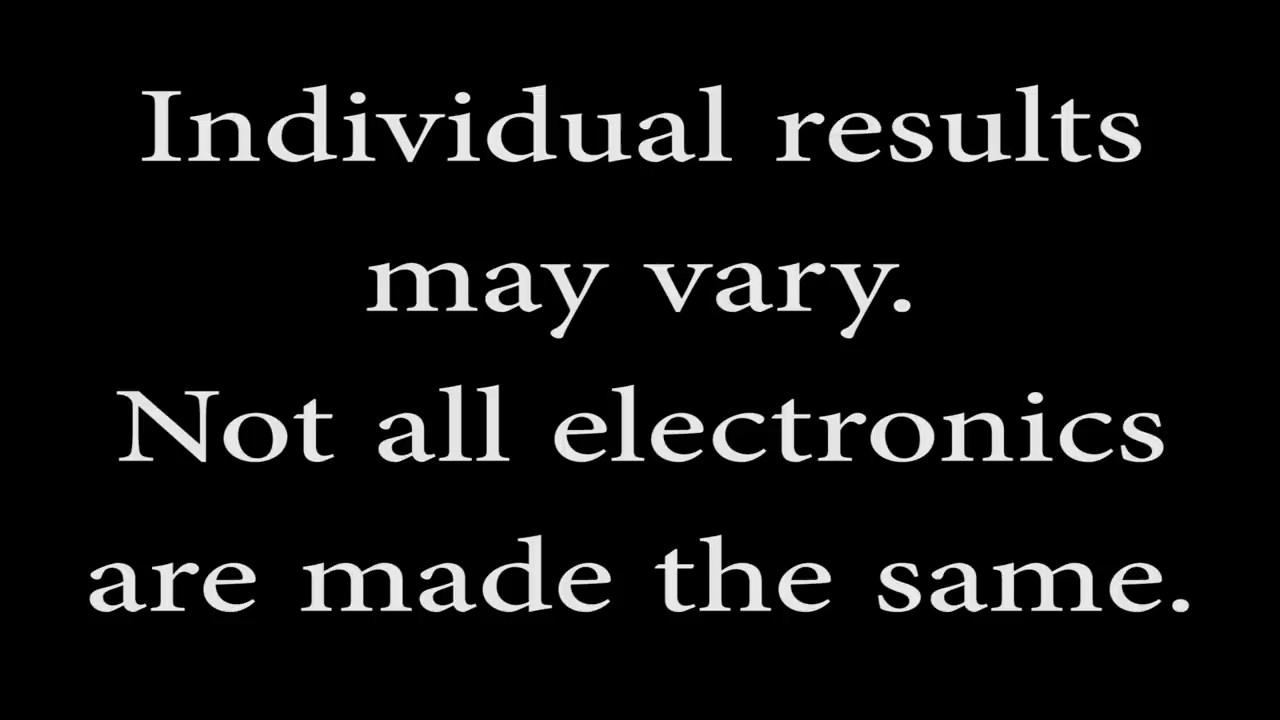 Individual results
may vary.
Not all electronics
are made the same.